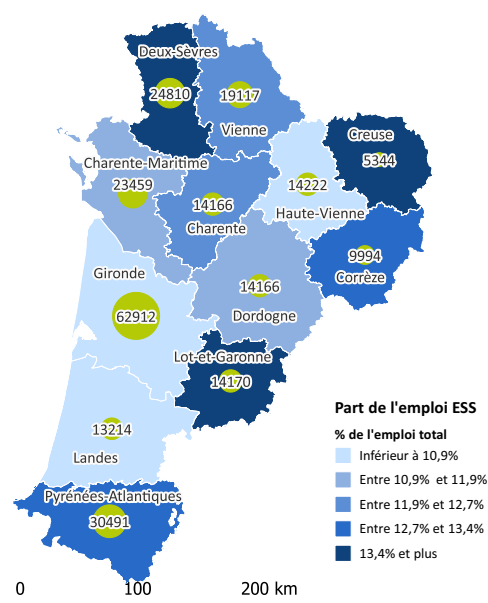 Deux-Sèvres
24810
19117
Vienne
Creuse
5344
Charente-Maritime
23459
14222
Haute-Vienne
14166
Charente
9994
Corrèze
Gironde
62912
14166
Dordogne
Lot-et-Garonne
14170
13214
Landes
Pyrénées-Atlantiques
30491
Part de l'emploi ESS
% de l'emploi total
Inférieur à 10,9%
Entre 10,9% et 11,9%
Entre 11,9% et 12,7%
Entre 12,7% et 13,4%
13,4% et plus
0 100 200 km